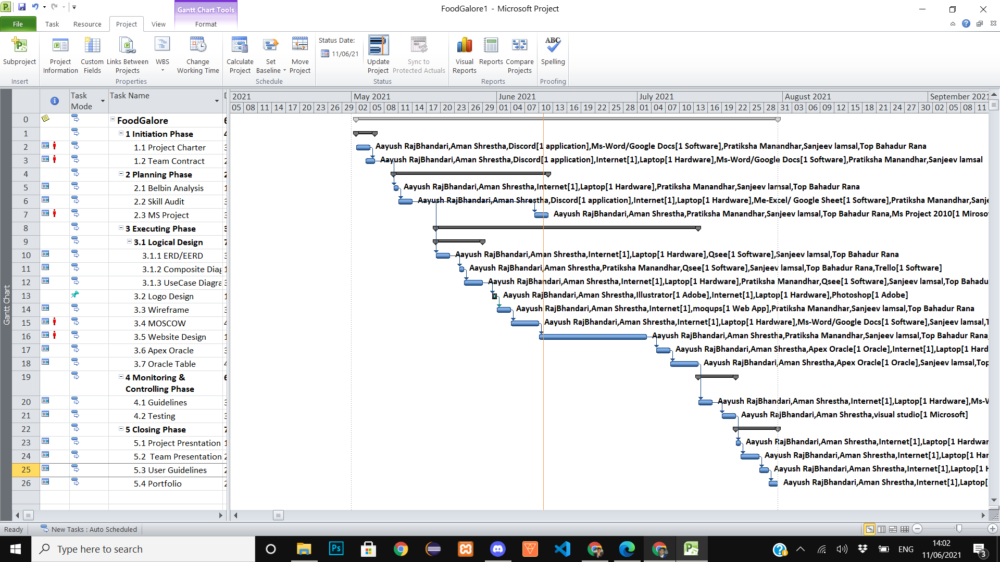 FoodGalore1 - Microsoft Project
Gantt Chart Tools
File Task Resource Project View Format
Subproject
Project Information
Custom Fields
Links Between Projects
WBS
Change Working Time
Calculate Project
Set Baseline
Move Project
Status Date:
11/06/21
Update Project
Sync to Protected Actuals
Visual Reports
Reports
Compare Projects
ABC
Spelling
Insert Properties Schedule Status Reports Proofing
Task Mode Task Name
2021 May 2021 June 2021 July 2021 August 2021 September 2021
05 08 11 14 17 20 23 26 29 02 05 08 11 14 17 20 23 26 29 01 04 07 10 13 16 19 22 25 28 01 04 07 10 13 16 19 22 25 28 31 03 06 09 12 15 18 21 24 27 30 02 05 08 11
0 FoodGalore
1 1 Initiation Phase
2 1.1 Project Charter Aayush RajBhandari,Aman Shrestha,Discord[1 application],Ms-Word/Google Docs[1 Software],Pratiksha Manandhar,Sanjeev lamsal,Top Bahadur Rana
3 1.2 Team Contract Aayush RajBhandari,Aman Shrestha,Discord[1 application],Internet[1],Laptop[1 Hardware],Ms-Word/Google Docs[1 Software],Pratiksha Manandhar,Sanjeev lamsal
4 2 Planning Phase
5 2.1 Belbin Analysis Aayush RajBhandari,Aman Shrestha,Internet[1],Laptop[1 Hardware],Pratiksha Manandhar,Sanjeev lamsal,Top Bahadur Rana
6 2.2 Skill Audit Aayush RajBhandari,Aman Shrestha,Discord[1 application],Internet[1],Laptop[1 Hardware],Me-Excel/ Google Sheet[1 Software],Pratiksha Manandhar,Sanje
7 2.3 MS Project Aayush RajBhandari,Aman Shrestha,Pratiksha Manandhar,Sanjeev lamsal,Top Bahadur Rana,Ms Project 2010[1 Miroso
8 3 Executing Phase
9 3.1 Logical Design
10 3.1.1 ERD/EERD Aayush RajBhandari,Aman Shrestha,Internet[1],Laptop[1 Hardware],Qsee[1 Software],Sanjeev lamsal,Top Bahadur Rana
11 3.1.2 Composite Diag Aayush RajBhandari,Aman Shrestha,Pratiksha Manandhar,Qsee[1 Software],Sanjeev lamsal,Top Bahadur Rana,Trello[1 Software]
12 3.1.3 UseCase Diagra Aayush RajBhandari,Aman Shrestha,Internet[1],Laptop[1 Hardware],Pratiksha Manandhar,Qsee[1 Software],Sanjeev lamsal,Top Bahadu
13 3.2 Logo Design Aayush RajBhandari,Aman Shrestha,Illustrator[1 Adobe],Internet[1],Laptop[1 Hardware],Photoshop[1 Adobe]
14 3.3 Wireframe Aayush RajBhandari,Aman Shrestha,Internet[1],moqups[1 Web App],Pratiksha Manandhar,Sanjeev lamsal,Top Bahadur Rana
15 3.4 MOSCOW Aayush RajBhandari,Aman Shrestha,Internet[1],Laptop[1 Hardware],Ms-Word/Google Docs[1 Software],Sanjeev lamsal,T
16 3.5 Website Design Aayush RajBhandari,Aman Shrestha,Pratiksha Manandhar,Sanjeev lamsal,Top Bahadur Rana,
17 3.6 Apex Oracle Aayush RajBhandari,Aman Shrestha,Apex Oracle[1 Oracle],Internet[1],Laptop[1 Hard
18 3.7 Oracle Table Aayush RajBhandari,Aman Shrestha,Apex Oracle[1 Oracle],Sanjeev lamsal,Top
19 4 Monitoring &
Controlling Phase
20 4.1 Guidelines Aayush RajBhandari,Aman Shrestha,Internet[1],Laptop[1 Hardware],Ms-W
21 4.2 Testing Aayush RajBhandari,Aman Shrestha,visual studio[1 Microsoft]
22 5 Closing Phase
23 5.1 Project Presntation Aayush RajBhandari,Aman Shrestha,Internet[1],Laptop[1 Hardwar
24 5.2 Team Presentation Aayush RajBhandari,Aman Shrestha,Internet[1],Laptop[1 Har
25 5.3 User Guidelines Aayush RajBhandari,Aman Shrestha,Internet[1],Laptop[1 H
26 5.4 Portfolio Aayush RajBhandari,Aman Shrestha,Internet[1],Laptop[
Gantt Chart
Ready New Tasks : Auto Scheduled
Type here to search
Ps
ENG
14:02
11/06/2021
3